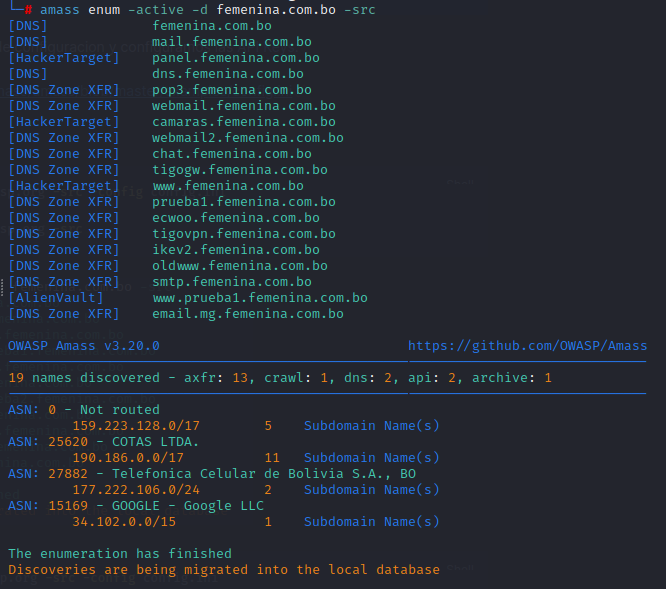 └─# amass enum -active -d femenina.com.bo -src
[DNS] femenina.com.bo
[DNS] mail.femenina.com.bo
[HackerTarget] panel.femenina.com.bo
[DNS] dns.femenina.com.bo
[DNS Zone XFR] pop3.femenina.com.bo
[DNS Zone XFR] webmail.femenina.com.bo
[HackerTarget] camaras.femenina.com.bo
[DNS Zone XFR] webmail2.femenina.com.bo
[DNS Zone XFR] chat.femenina.com.bo
[DNS Zone XFR] tigogw.femenina.com.bo
[HackerTarget] www.femenina.com.bo
[DNS Zone XFR] prueba1.femenina.com.bo
[DNS Zone XFR] ecwoo.femenina.com.bo
[DNS Zone XFR] tigovpn.femenina.com.bo
[DNS Zone XFR] ikev2.femenina.com.bo
[DNS Zone XFR] oldwww.femenina.com.bo
[DNS Zone XFR] smtp.femenina.com.bo
[AlienVault] www.prueba1.femenina.com.bo
[DNS Zone XFR] email.mg.femenina.com.bo
OWASP Amass v3.20.0 https://github.com/OWASP/Amass
19 names discovered - axfr: 13, crawl: 1, dns: 2, api: 2, archive: 1
ASN: 0 - Not routed
159.223.128.0/17 5 Subdomain Name(s)
ASN: 25620 - COTAS LTDA.
190.186.0.0/17 11 Subdomain Name(s)
ASN: 27882 - Telefonica Celular de Bolivia S.A., BO
177.222.106.0/24 2 Subdomain Name(s)
ASN: 15169 - GOOGLE - Google LLC
34.102.0.0/15 1 Subdomain Name(s)
The enumeration has finished
Discoveries are being migrated into the local database